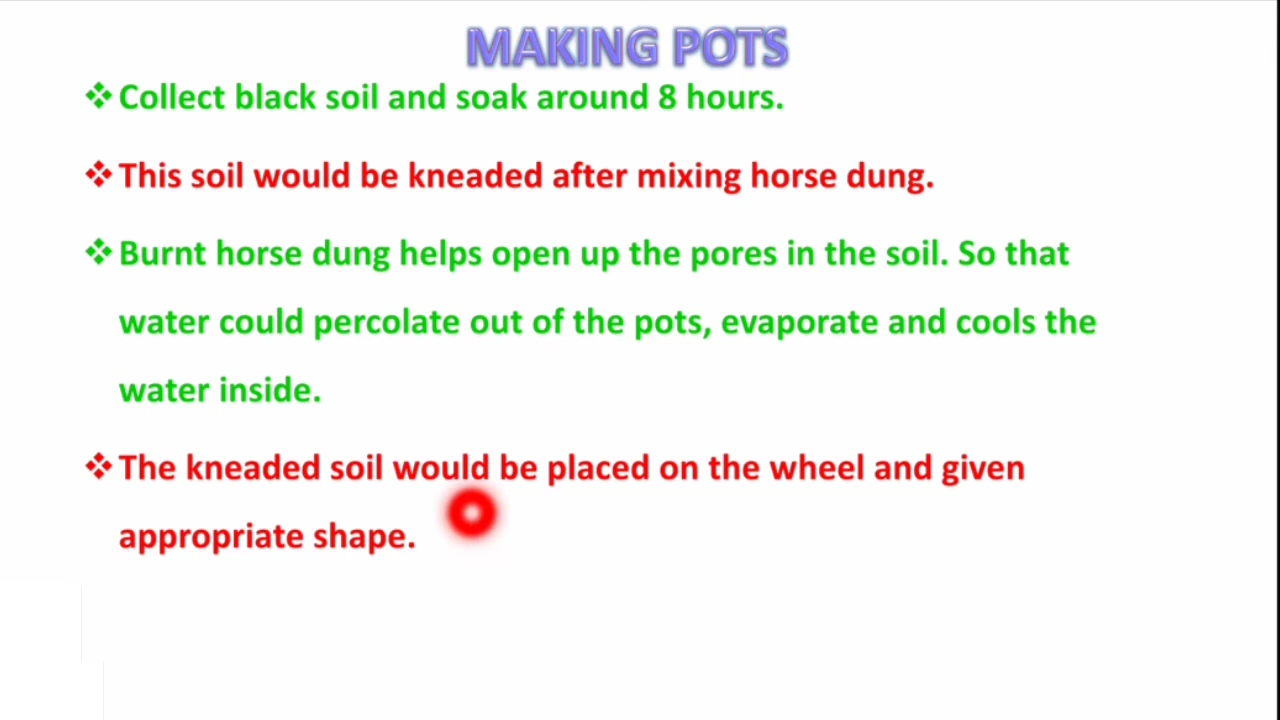 MAKING POTS
❖ Collect black soil and soak around 8 hours.
❖ This soil would be kneaded after mixing horse dung.
❖ Burnt horse dung helps open up the pores in the soil. So that
water could percolate out of the pots, evaporate and cools the
water inside.
❖ The kneaded soil would be placed on the wheel and given
appropriate shape.